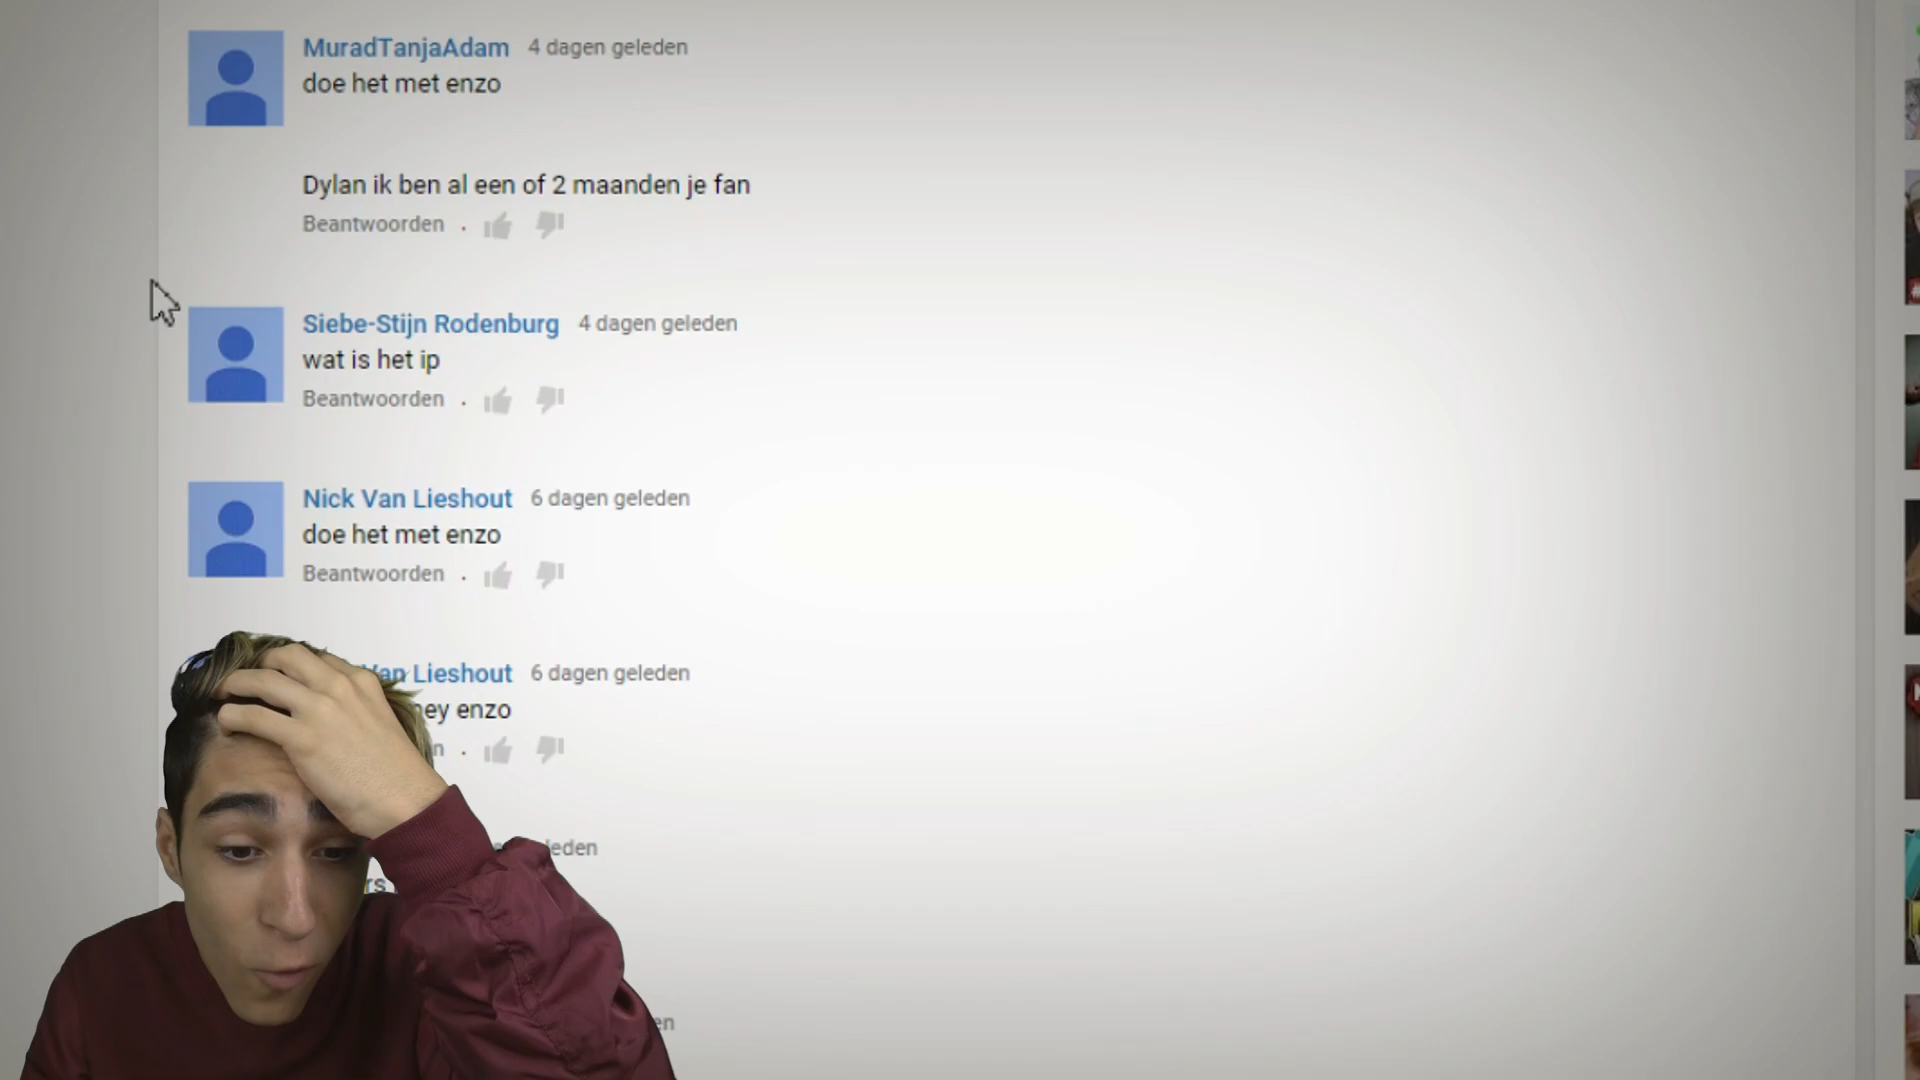 MuradTanjaAdam 4 dagen geleden
doe het met enzo
Dylan ik ben al een of 2 maanden je fan
Beantwoorden .
Siebe-Stijn Rodenburg 4 dagen geleden
wat is het ip
Beantwoorden .
Nick Van Lieshout 6 dagen geleden
doe het met enzo
Beantwoorden .
Van Lieshout 6 dagen geleden
enzo